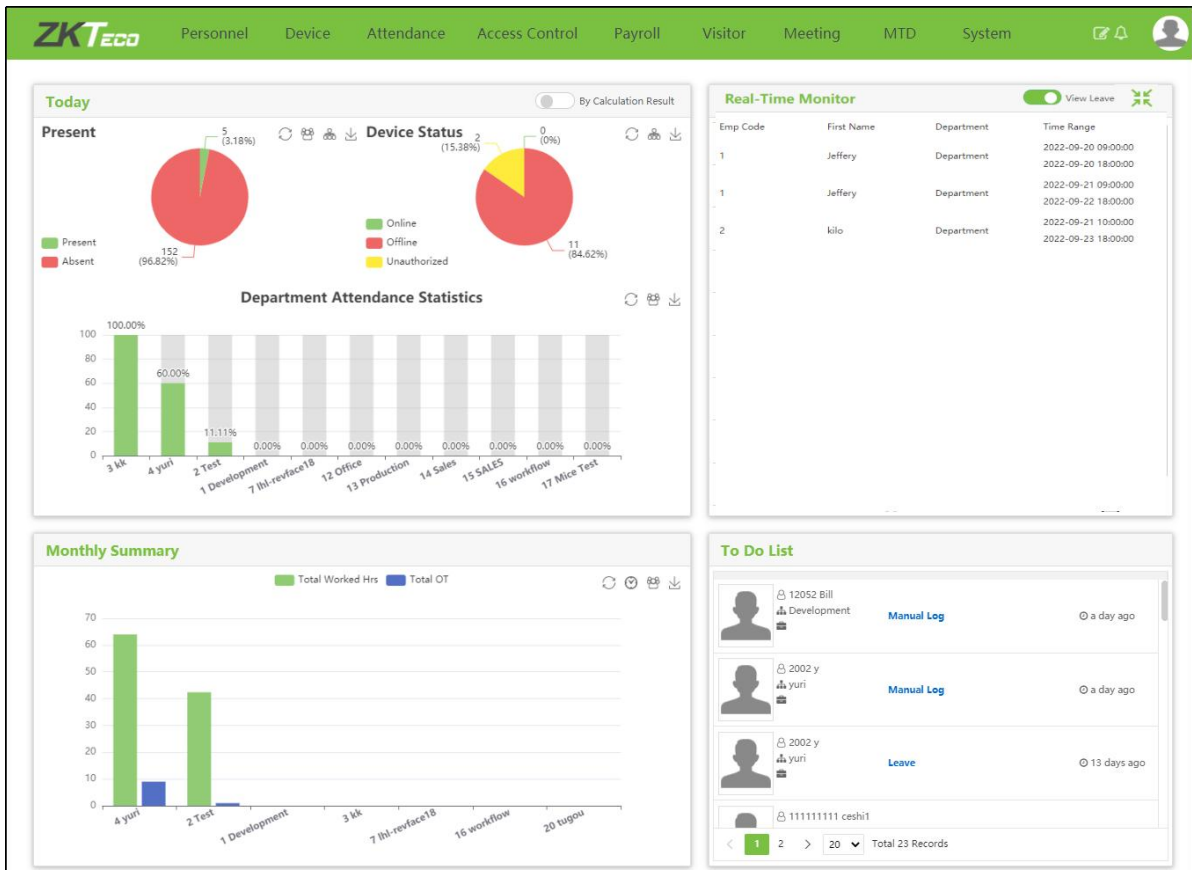 ZKTECO Personnel Device Attendance Access Control Payroll Visitor Meeting MTD System
Today By Calculation Result
Present
5
(3.18%)
152
(96.82%)
Present
Absent
Device Status
2
(15.38%)
0
(0%)
11
(84.62%)
Online
Offline
Unauthorized
Department Attendance Statistics
100
80
60
40
20
0
100.00% 60.00% 11.11% 0.00% 0.00% 0.00% 0.00% 0.00% 0.00% 0.00% 0.00%
3 kk 4 yuri 2 Test 1 Development 7 lhl-revface18 12 Office 13 Production 14 Sales 15 SALES 16 workflow 17 Mice Test
Real-Time Monitor View Leave
Emp Code First Name Department Time Range
1 Jeffery Department 2022-09-20 09:00:00
2022-09-20 18:00:00
1 Jeffery Department 2022-09-21 09:00:00
2022-09-22 18:00:00
2 kilo Department 2022-09-21 10:00:00
2022-09-23 18:00:00
Monthly Summary
Total Worked Hrs Total OT
70
60
50
40
30
20
10
0
4 yuri 2 Test 1 Development 3 kk 7 lhl-revface18 16 workflow 20 tugou
To Do List
12052 Bill
Development Manual Log a day ago
2002 y
yuri Manual Log a day ago
2002 y
yuri Leave 13 days ago
111111111 ceshi1
< 1 2 > 20 Total 23 Records